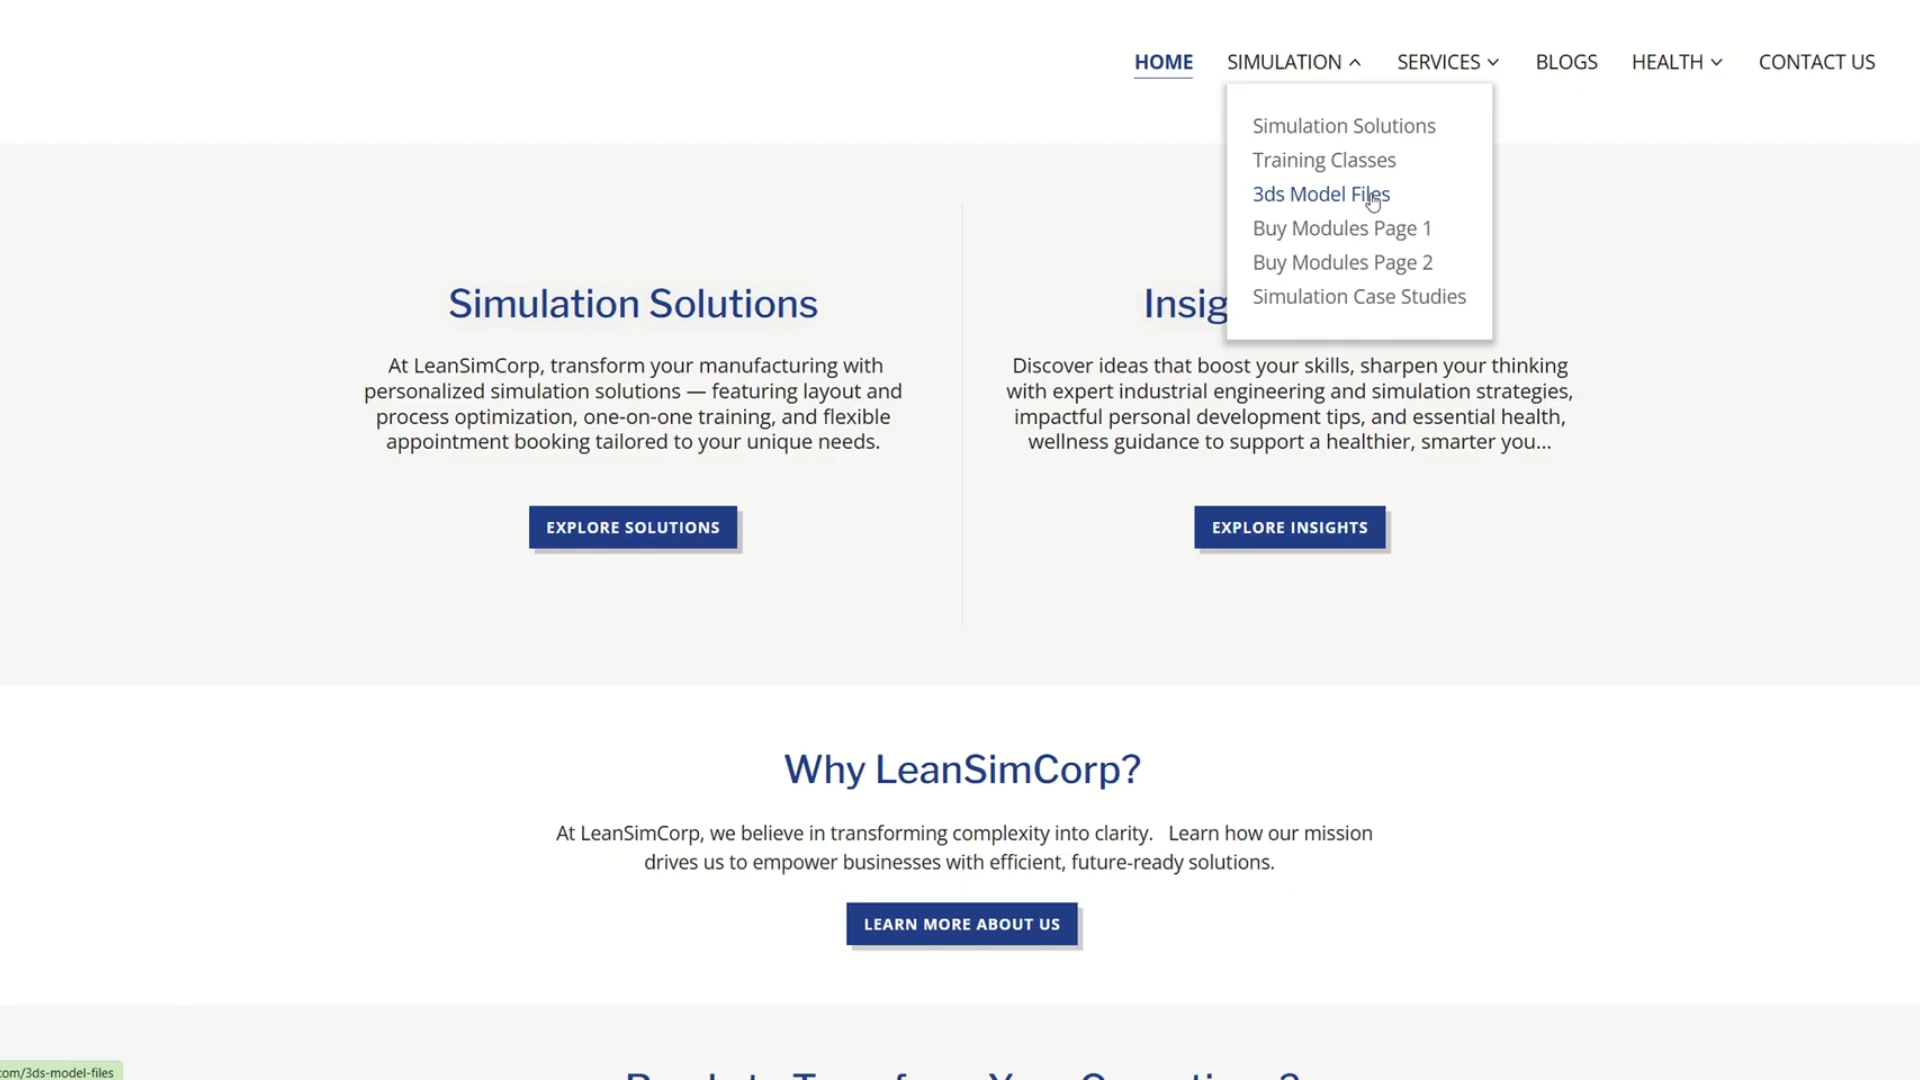 HOME SIMULATION SERVICES BLOGS HEALTH CONTACT US
Simulation Solutions
Training Classes
3ds Model Files
Buy Modules Page 1
Buy Modules Page 2
Simulation Case Studies
Simulation Solutions
At LeanSimCorp, transform your manufacturing with
personalized simulation solutions — featuring layout and
process optimization, one-on-one training, and flexible
appointment booking tailored to your unique needs.
EXPLORE SOLUTIONS
Insig
Discover ideas that boost your skills, sharpen your thinking
with expert industrial engineering and simulation strategies,
impactful personal development tips, and essential health,
wellness guidance to support a healthier, smarter you...
EXPLORE INSIGHTS
Why LeanSimCorp?
At LeanSimCorp, we believe in transforming complexity into clarity. Learn how our mission
drives us to empower businesses with efficient, future-ready solutions.
LEARN MORE ABOUT US
com/3ds-model-files